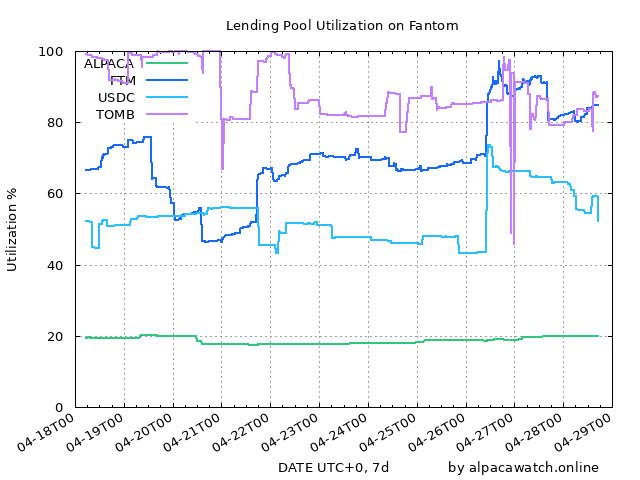 Lending Pool Utilization on Fantom
Utilization %
100
80
60
40
20
0
ALPACA
FTM
USDC
TOMB
04-18T00
04-19T00
04-20T00
04-21T00
04-22T00
04-23T00
04-24T00
04-25T00
04-26T00
04-27T00
04-28T00
04-29T00
DATE UTC+0, 7d
by alpacawatch.online